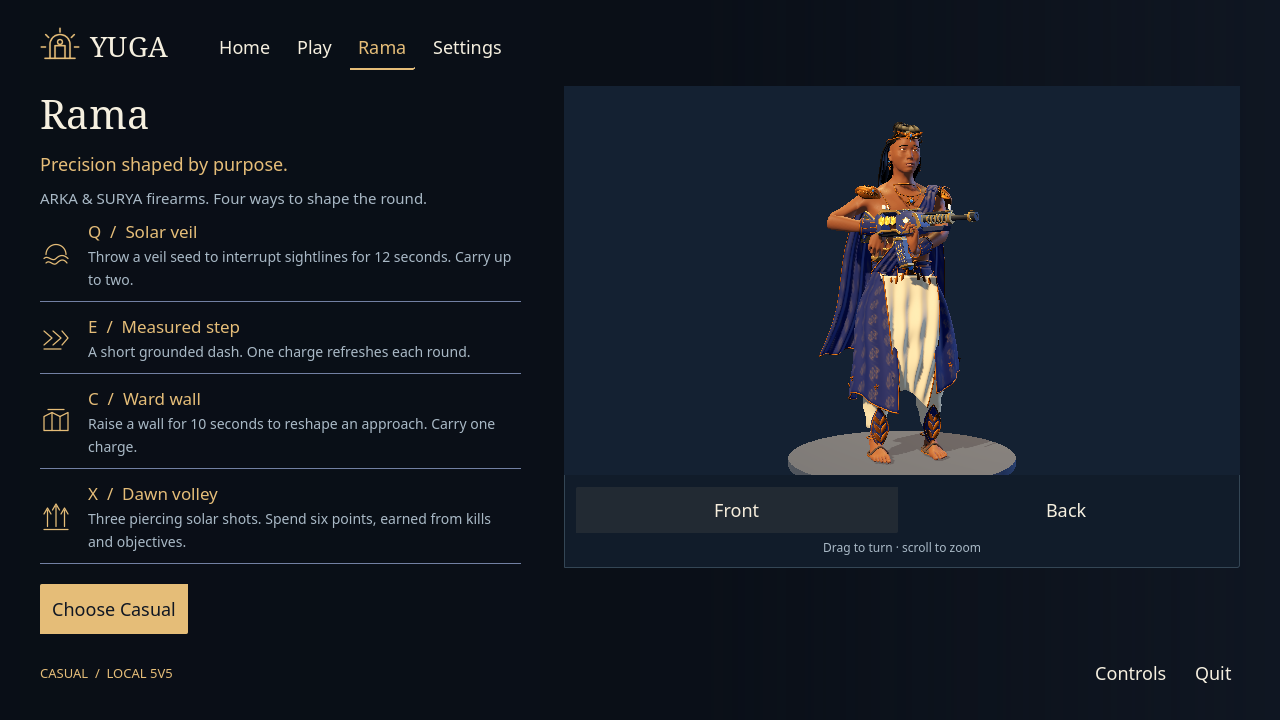 YUGA
Home
Play
Rama
Settings
Rama
Precision shaped by purpose.
ARKA & SURYA firearms. Four ways to shape the round.
Q / Solar veil
Throw a veil seed to interrupt sightlines for 12 seconds. Carry up
to two.
E / Measured step
A short grounded dash. One charge refreshes each round.
C / Ward wall
Raise a wall for 10 seconds to reshape an approach. Carry one
charge.
X / Dawn volley
Three piercing solar shots. Spend six points, earned from kills
and objectives.
Choose Casual
Front
Back
Drag to turn · scroll to zoom
CASUAL / LOCAL 5V5
Controls
Quit